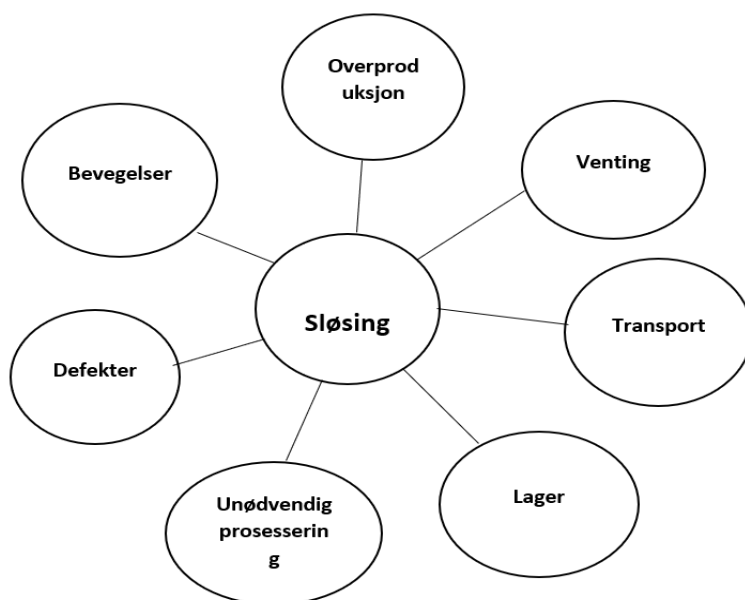 Overprod
uksjon
Venting
Bevegelser
Sløsing
Transport
Defekter
Lager
Unødvendig
prosesserin
g